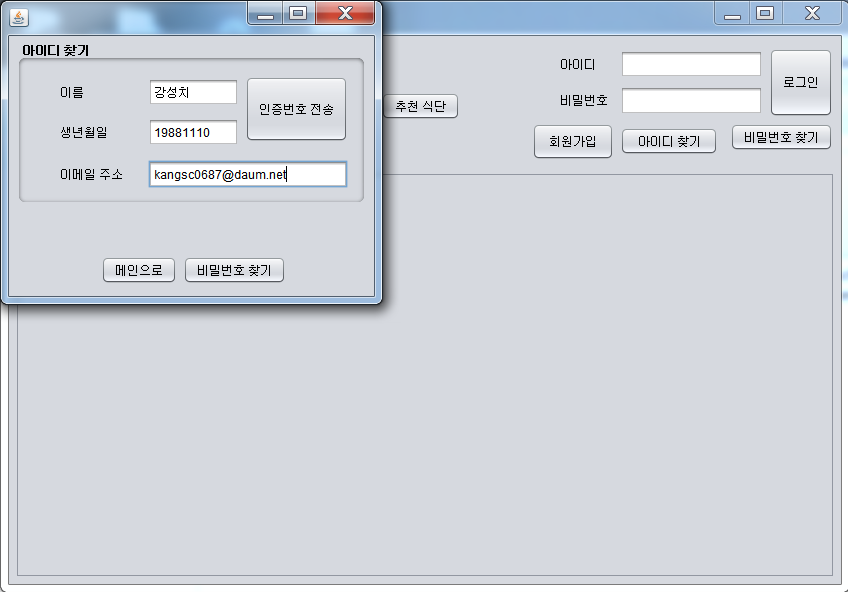 아이디 찾기
이름
강성치
인증번호 전송
생년월일
19881110
이메일 주소
kangsc0687@daum.net
메인으로
비밀번호 찾기
추천 식단
아이디
로그인
비밀번호
회원가입
아이디 찾기
비밀번호 찾기